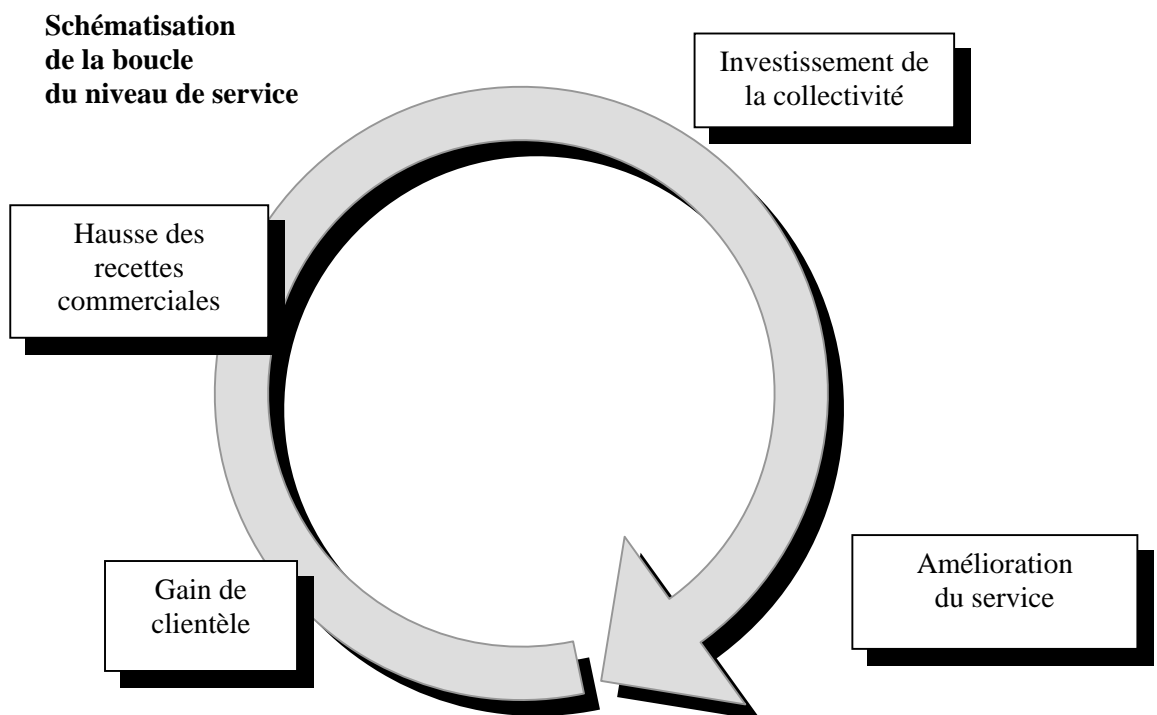 Schématisation
de la boucle
du niveau de service
Investissement de
la collectivité
Hausse des
recettes
commerciales
Amélioration
du service
Gain de
clientèle